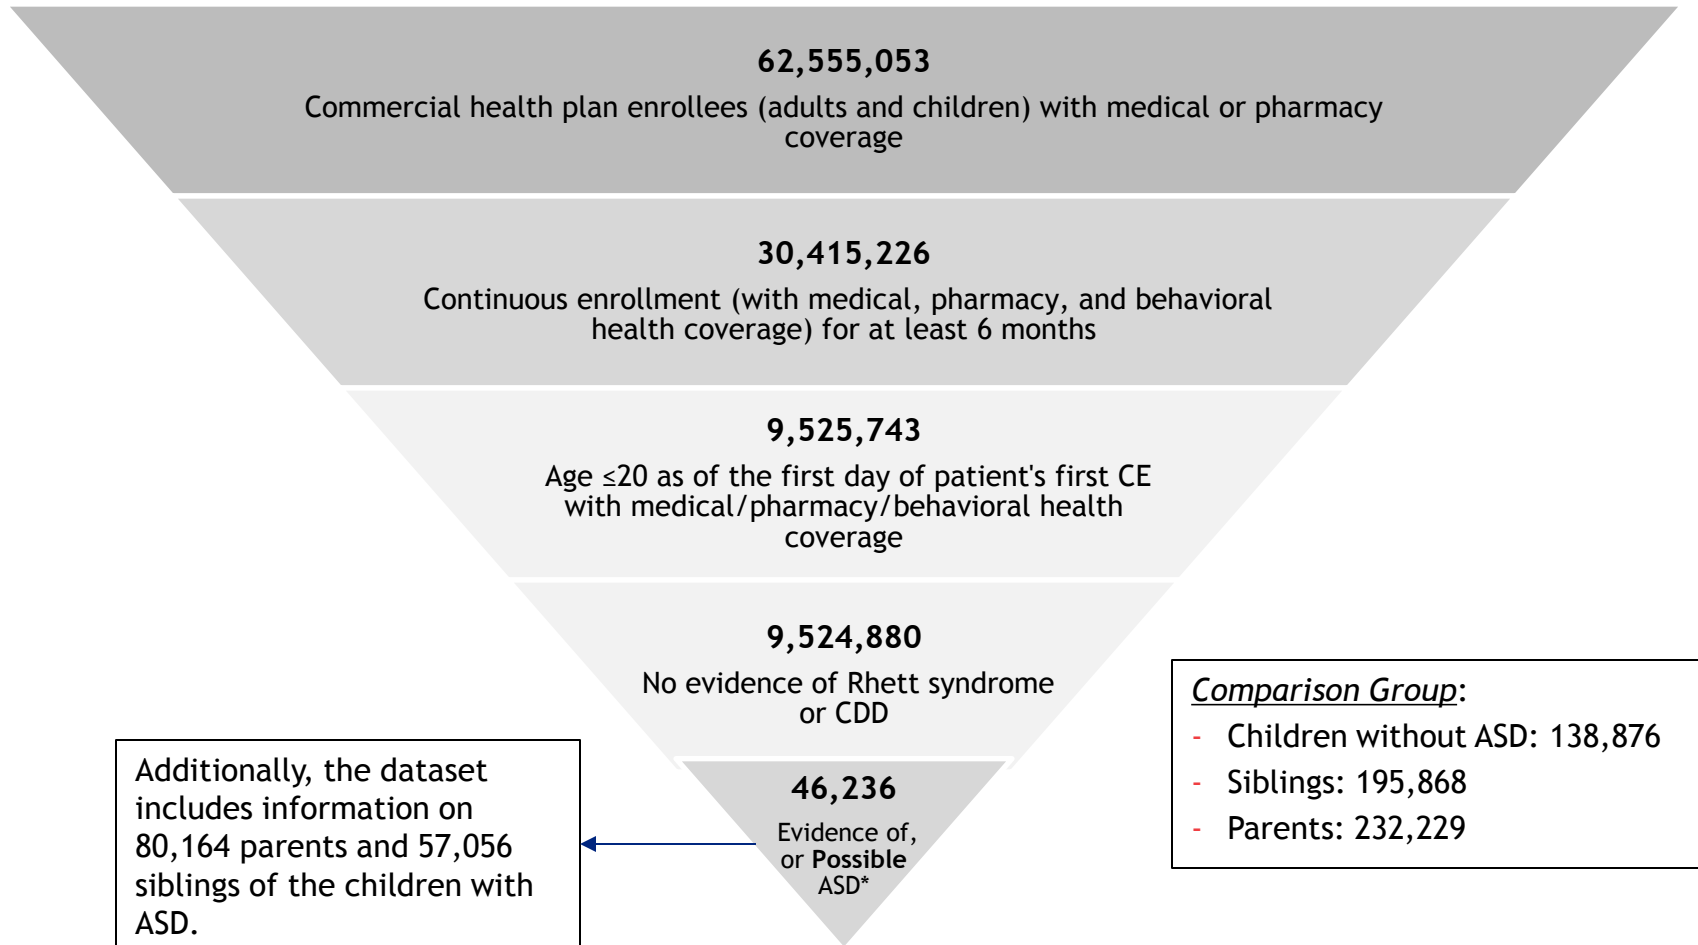 62,555,053
Commercial health plan enrollees (adults and children) with medical or pharmacy
coverage
30,415,226
Continuous enrollment (with medical, pharmacy, and behavioral
health coverage) for at least 6 months
9,525,743
Age ≤20 as of the first day of patient's first CE
with medical/pharmacy/behavioral health
coverage
9,524,880
No evidence of Rhett syndrome
or CDD
46,236
Evidence of,
or Possible
ASD*
Additionally, the dataset
includes information on
80,164 parents and 57,056
siblings of the children with
ASD.
Comparison Group:
- Children without ASD: 138,876
- Siblings: 195,868
- Parents: 232,229